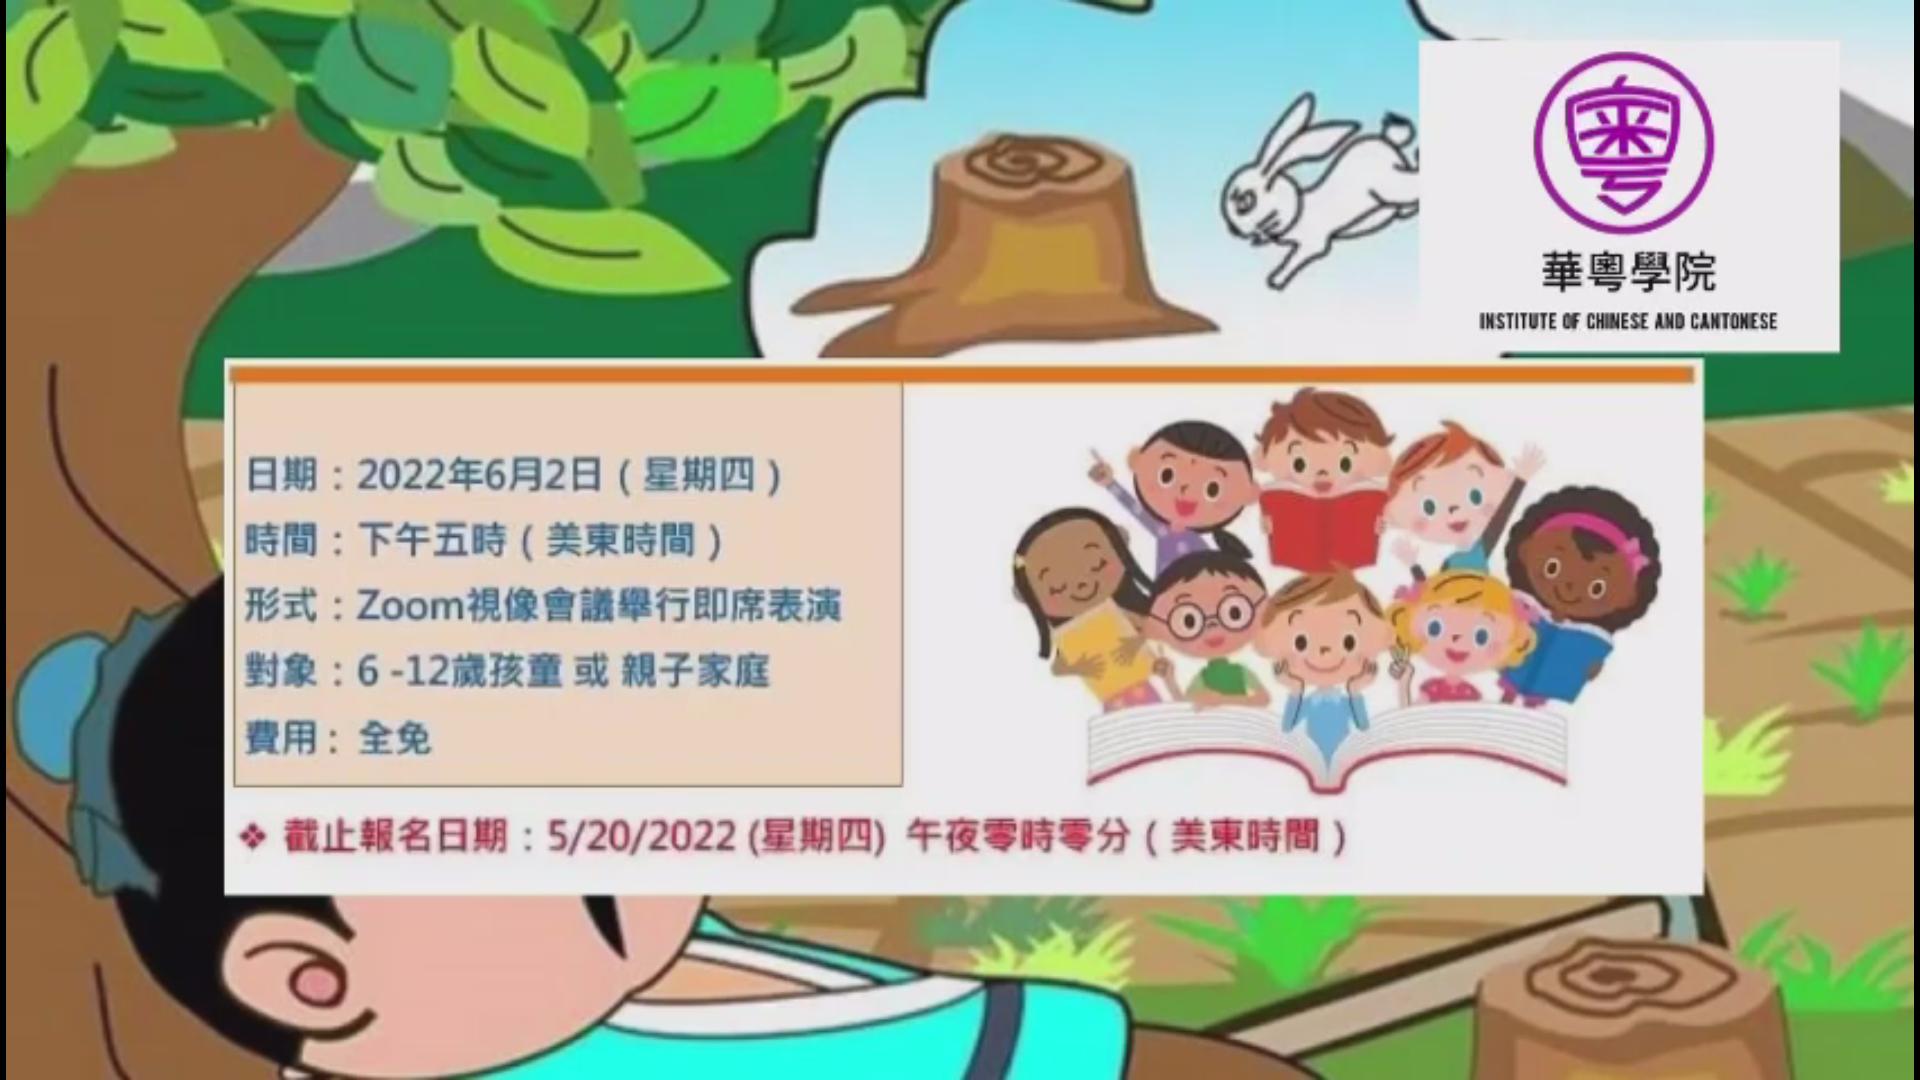 粵
華粵學院
INSTITUTE OF CHINESE AND CANTONESE
日期：2022年6月2日（星期四）
時間：下午五時（美東時間）
形式：Zoom視像會議舉行即席表演
對象：6 -12歲孩童 或 親子家庭
費用： 全免
❖ 截止報名日期：5/20/2022 (星期四) 午夜零時零分（美東時間）